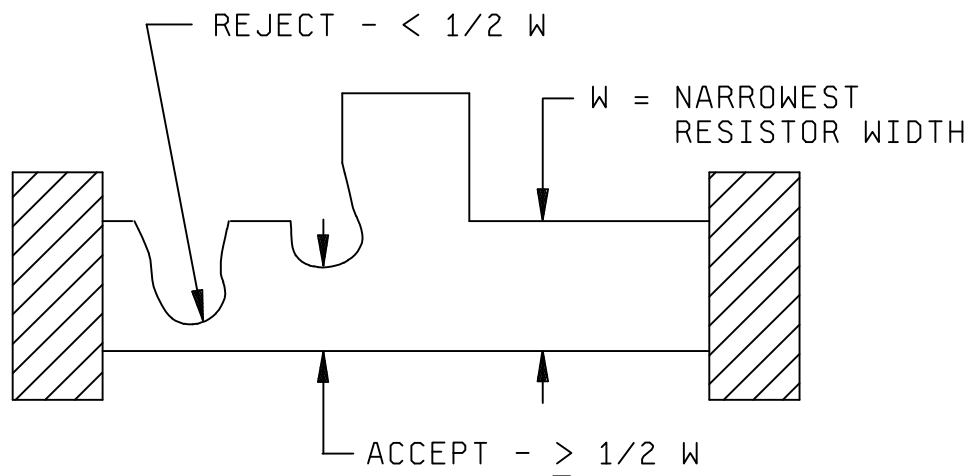 REJECT - < 1/2 W
W = NARROWEST
RESISTOR WIDTH
ACCEPT - ≥ 1/2 W